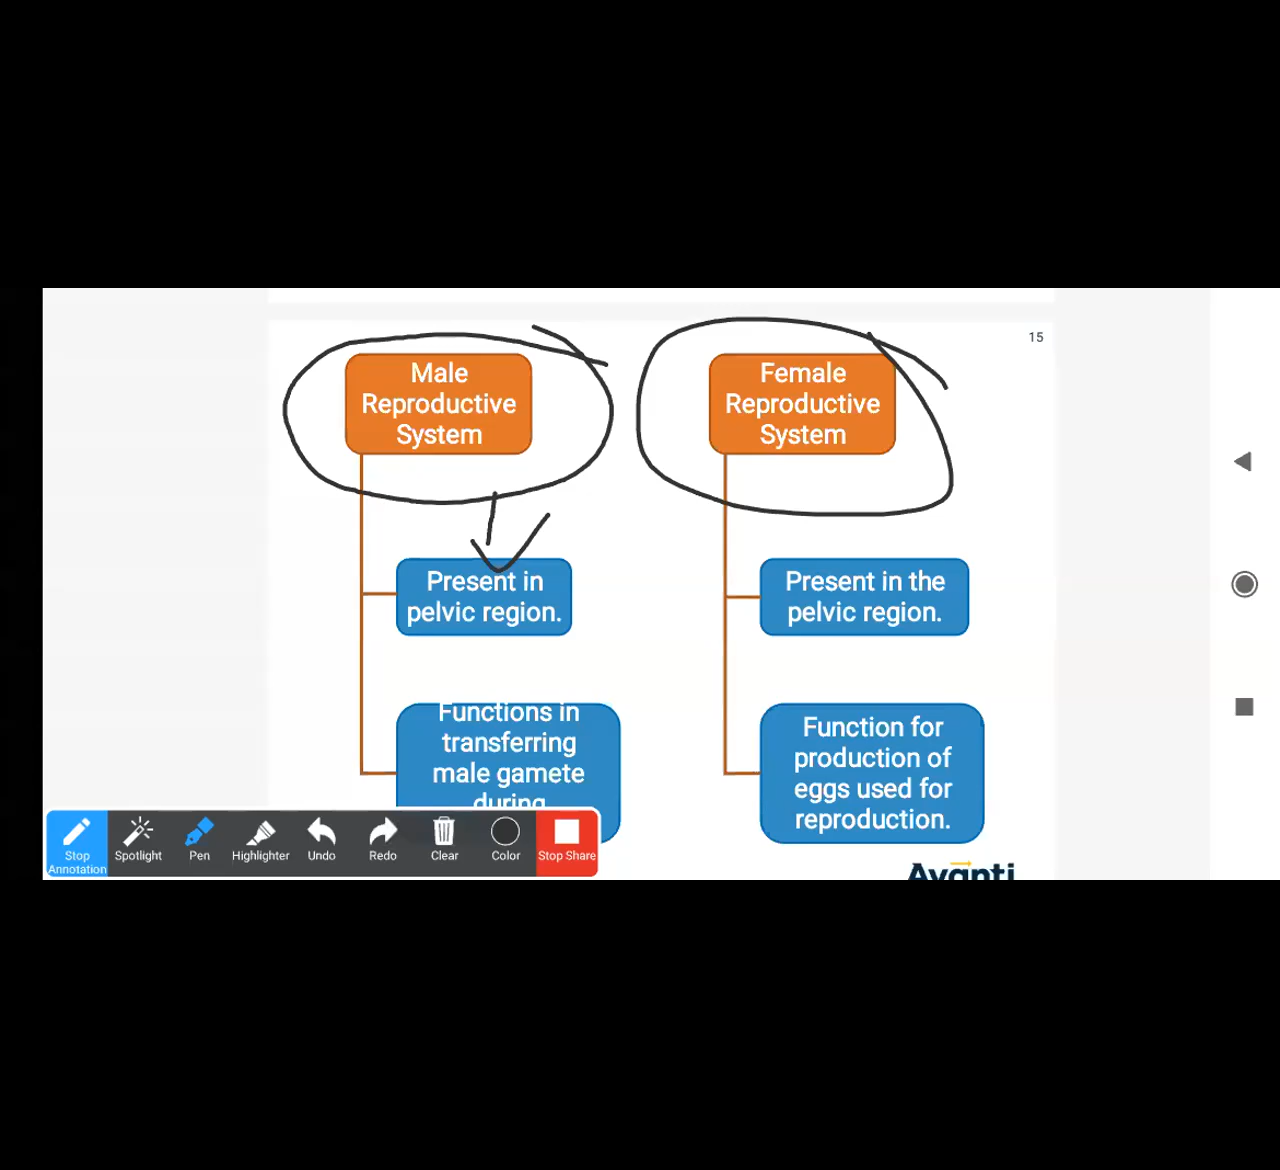 15
Male
Reproductive
System
Female
Reproductive
System
Present in
pelvic region.
Present in the
pelvic region.
Functions in
transferring
male gamete
during
Function for
production of
eggs used for
reproduction.
Stop
Annotation
Spotlight
Pen
Highlighter
Undo
Redo
Clear
Color
Stop Share
Avanti